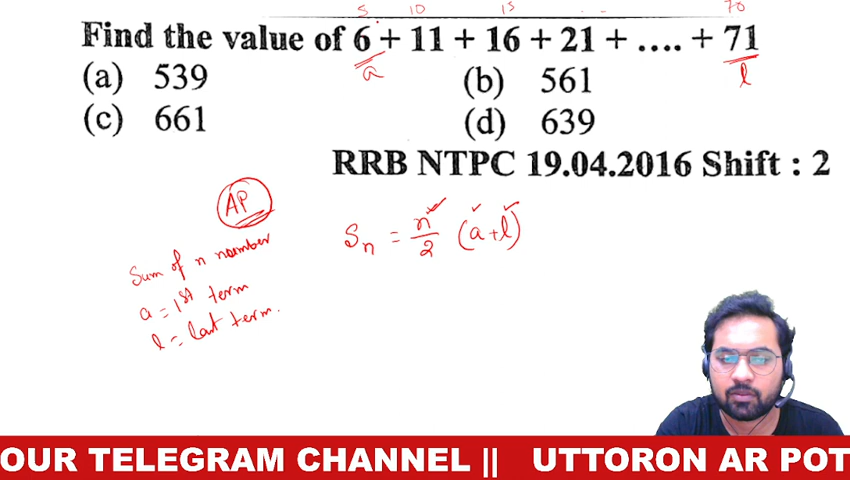 5 10 15 70
Find the value of 6 + 11 + 16 + 21 + .... + 71
a l
(a) 539 (b) 561
(c) 661 (d) 639
RRB NTPC 19.04.2016 Shift : 2
AP
Sₙ = n/2 (a+l)
Sum of n number
a = 1st term
l = last term.
OUR TELEGRAM CHANNEL || UTTORON AR POT